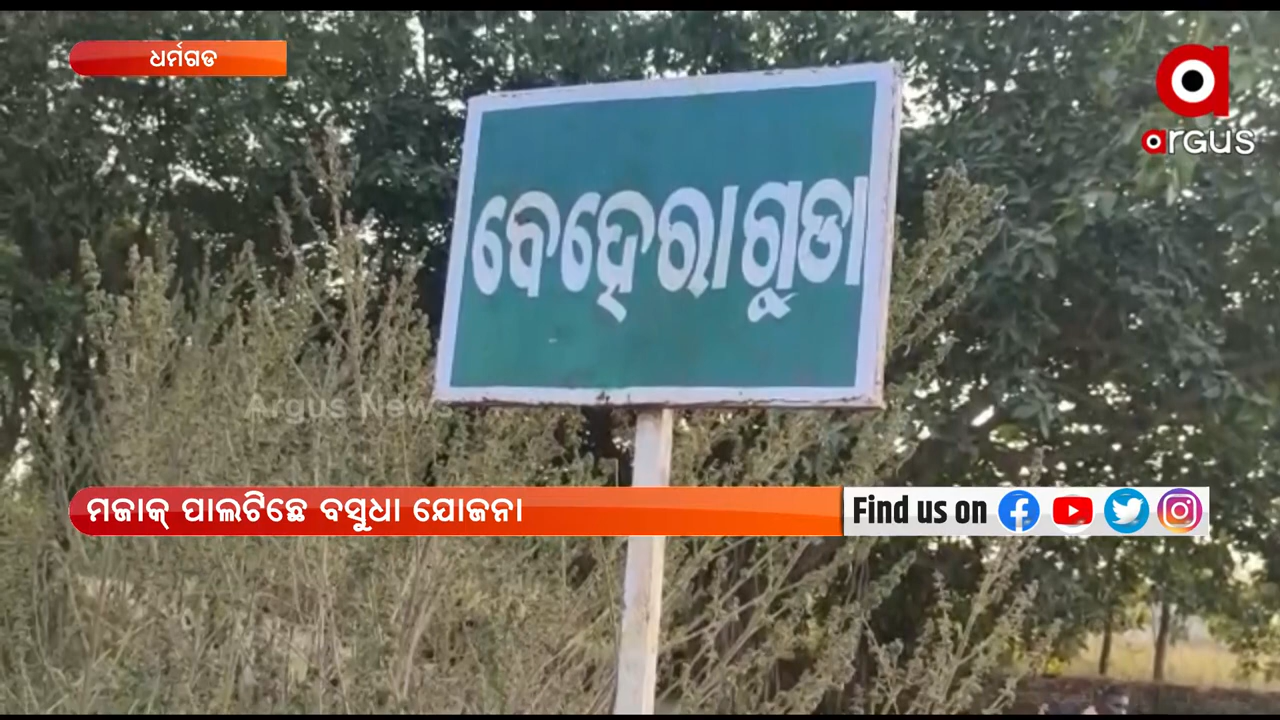 ଧର୍ମଗଡ
argus
ବେହେରାଗୁଡା
Argus News
ମଜାକ୍ ପାଲଟିଛେ ବସୁଧା ଯୋଜନା
Find us on